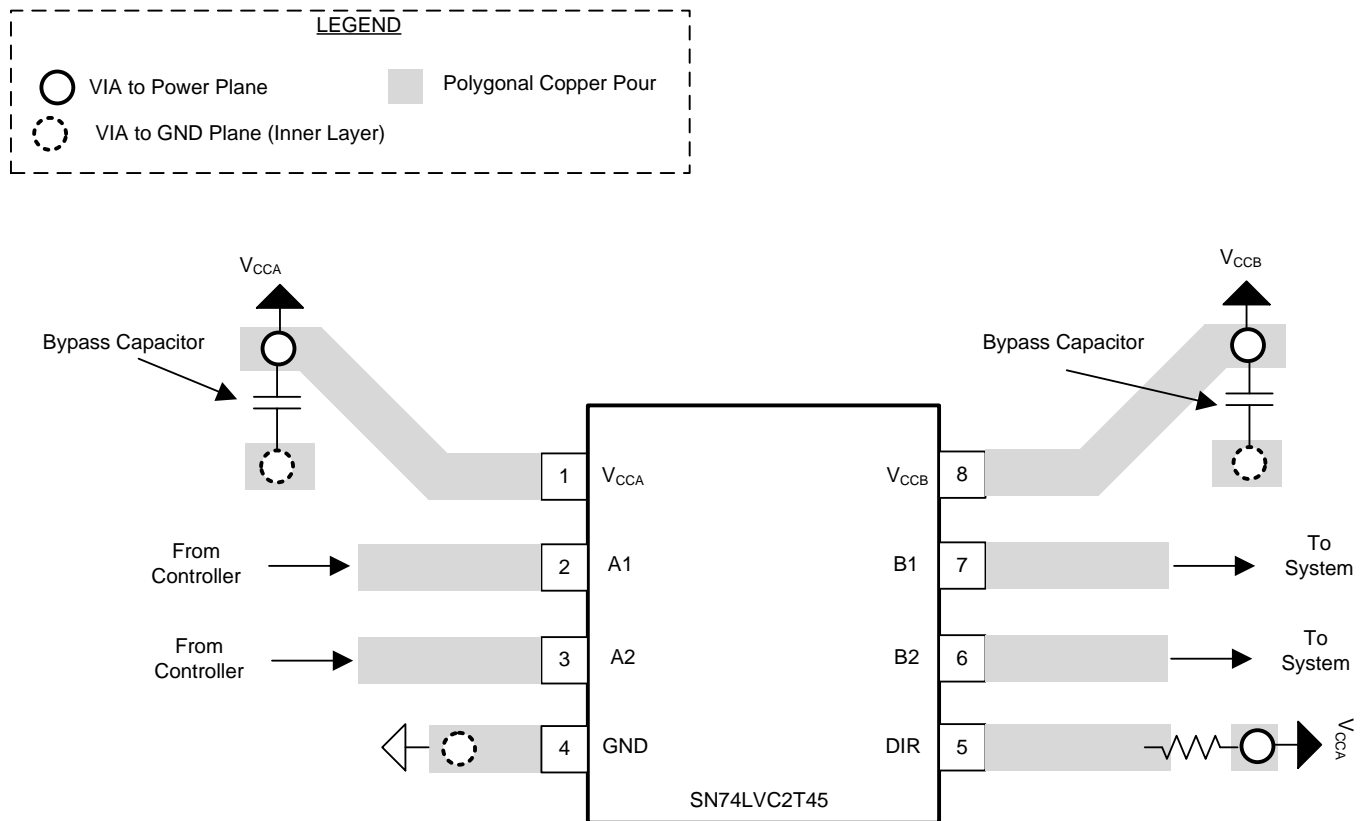 LEGEND
VIA to Power Plane
Polygonal Copper Pour
VIA to GND Plane (Inner Layer)
VCCA
VCCB
Bypass Capacitor
Bypass Capacitor
1
VCCA
VCCB
8
From
Controller
2
A1
B1
7
To
System
From
Controller
3
A2
B2
6
To
System
4
GND
DIR
5
VCCA
SN74LVC2T45